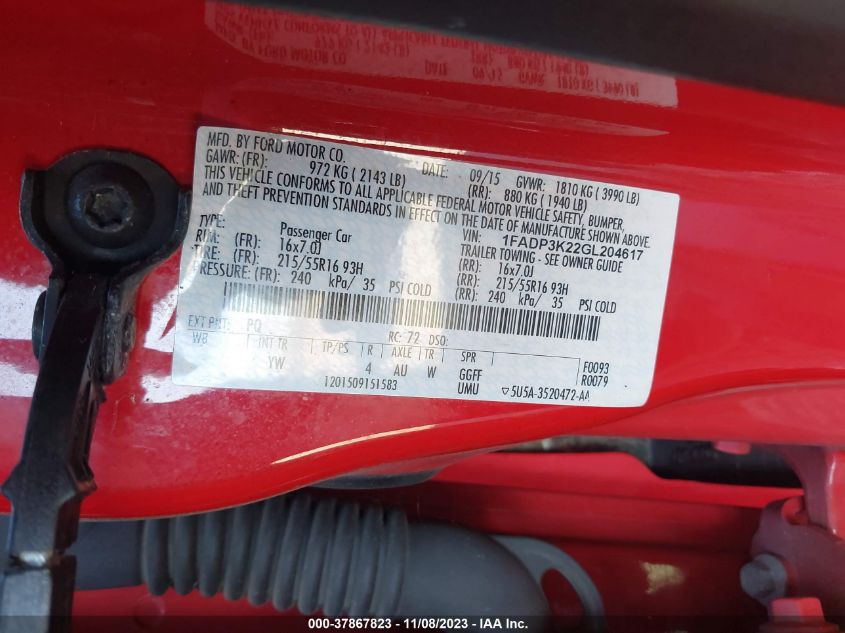 MFD. BY FORD MOTOR CO.
DATE: 09/15 GVWR: 1810 KG ( 3990 LB)
GAWR: (FR): 972 KG ( 2143 LB) (RR): 880 KG ( 1940 LB)
THIS VEHICLE CONFORMS TO ALL APPLICABLE FEDERAL MOTOR VEHICLE SAFETY, BUMPER,
AND THEFT PREVENTION STANDARDS IN EFFECT ON THE DATE OF MANUFACTURE SHOWN ABOVE.
VIN: 1FADP3K22GL204617
TYPE: Passenger Car TRAILER TOWING - SEE OWNER GUIDE
RIM: (FR): 16x7.0J (RR): 16x7.0J
TIRE: (FR): 215/55R16 93H (RR): 215/55R16 93H
PRESSURE: (FR): 240 kPa/ 35 PSI COLD (RR): 240 kPa/ 35 PSI COLD
EXT PNT: PQ RC: 72 DSO:
WB INT TR TP/PS R AXLE TR SPR F0093
YW 4 AU W GGFF R0079
1201509151583 UMU 5U5A-3520472-AA
000-37867823 - 11/08/2023 - © IAA Inc.